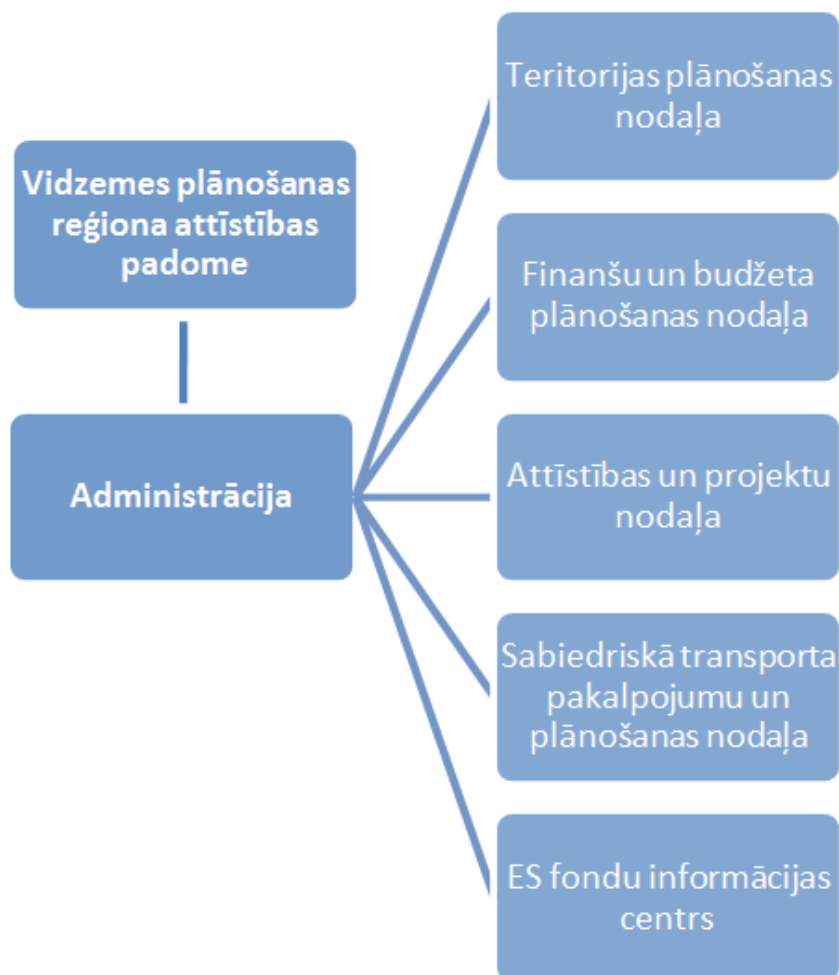 Vidzemes plānošanas
reģiona attīstības
padome
Administrācija
Teritorijas plānošanas
nodaļa
Finanšu un budžeta
plānošanas nodaļa
Attīstības un projektu
nodaļa
Sabiedriskā transporta
pakalpojumu un
plānošanas nodaļa
ES fondu informācijas
centrs